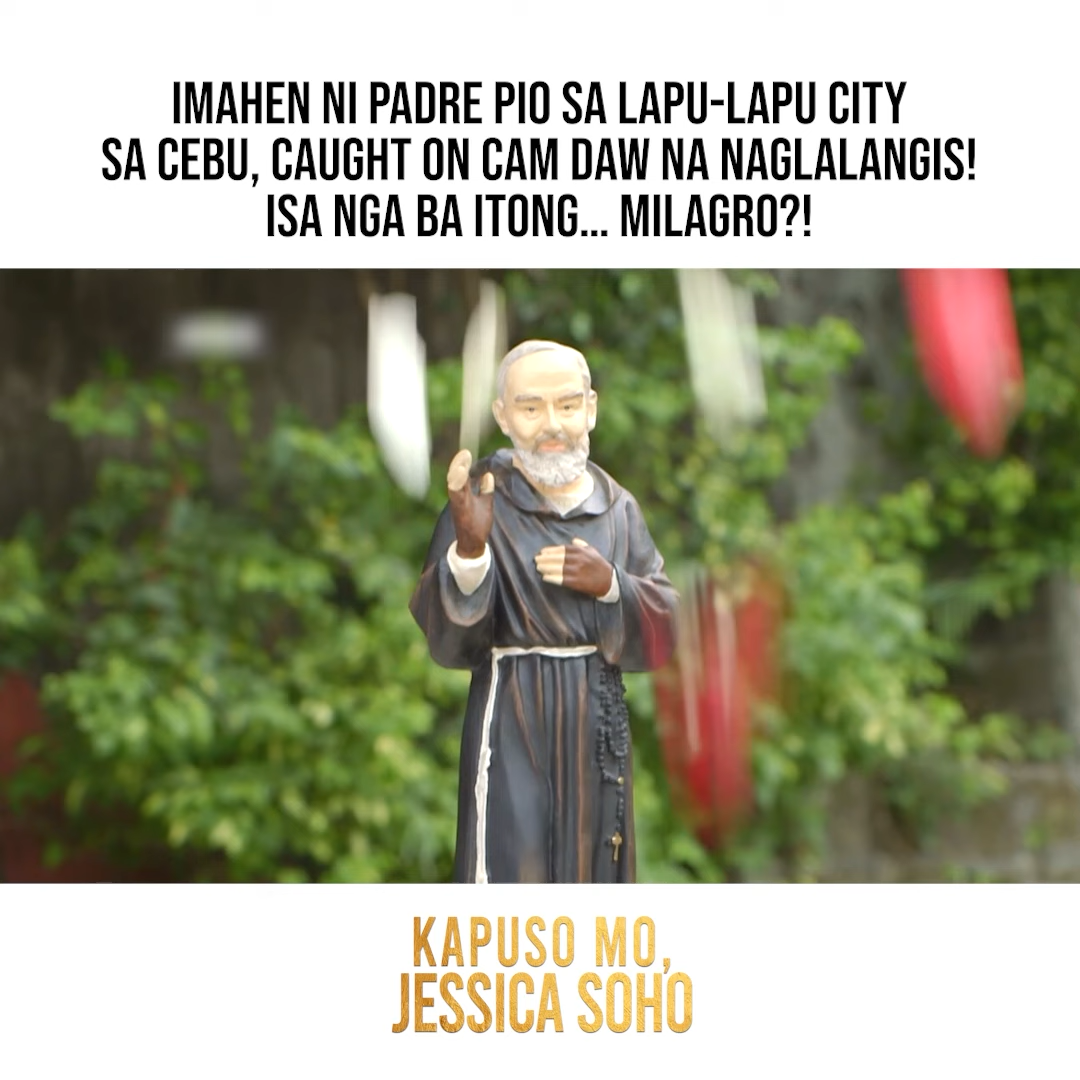 IMAHEN NI PADRE PIO SA LAPU-LAPU CITY
SA CEBU, CAUGHT ON CAM DAW NA NAGLALANGIS!
ISA NGA BA ITONG... MILAGRO?!
KAPUSO MO,
JESSICA SOHO